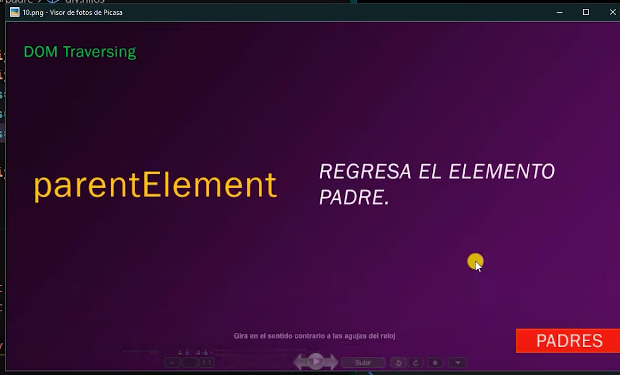 10.png - Visor de fotos de Picasa
DOM Traversing
parentElement
REGRESA EL ELEMENTO
PADRE.
Gira en el sentido contrario a las agujas del reloj
Subir
PADRES